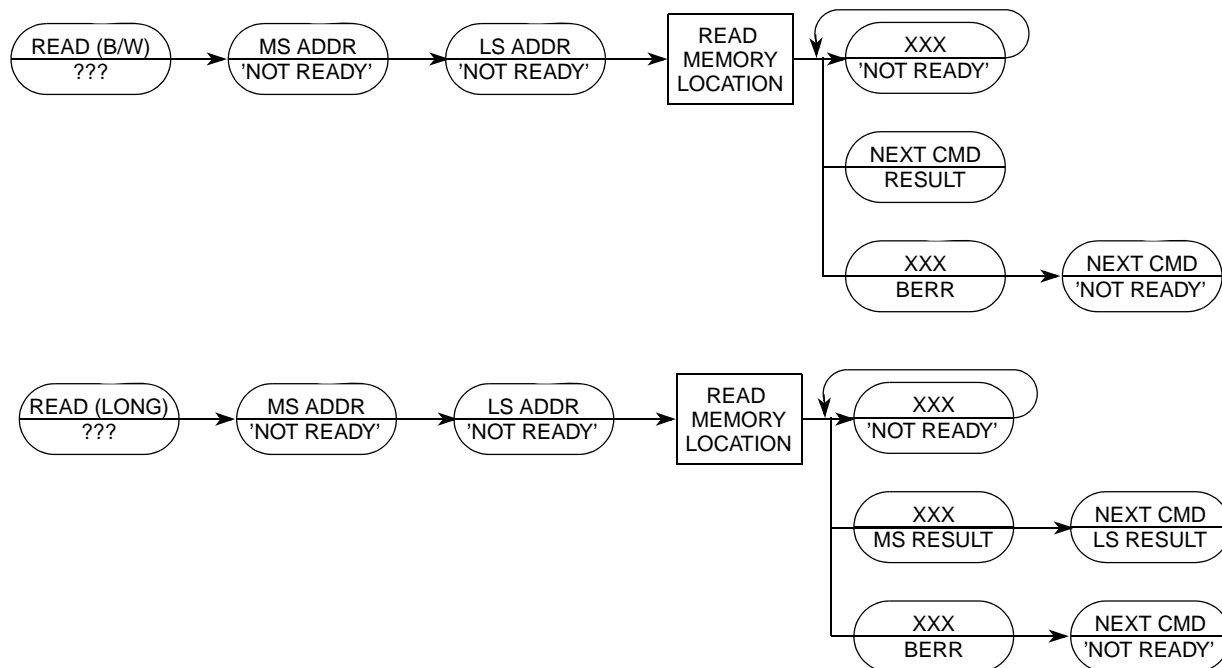 READ (B/W)
???
MS ADDR
'NOT READY'
LS ADDR
'NOT READY'
READ
MEMORY
LOCATION
XXX
'NOT READY'
NEXT CMD
RESULT
XXX
BERR
NEXT CMD
'NOT READY'
READ (LONG)
???
MS ADDR
'NOT READY'
LS ADDR
'NOT READY'
READ
MEMORY
LOCATION
XXX
'NOT READY'
XXX
MS RESULT
NEXT CMD
LS RESULT
XXX
BERR
NEXT CMD
'NOT READY'